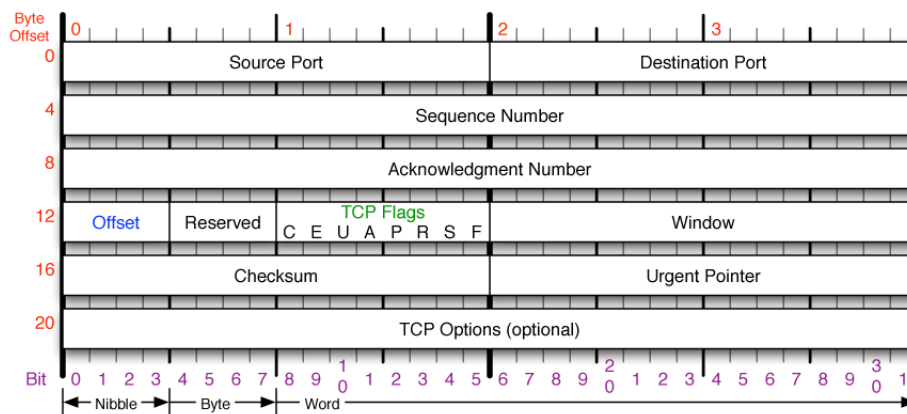 Byte Offset 0 1 2 3
0 Source Port Destination Port
4 Sequence Number
8 Acknowledgment Number
12 Offset Reserved TCP Flags Window
C E U A P R S F
16 Checksum Urgent Pointer
20 TCP Options (optional)
Bit 0 1 2 3 4 5 6 7 8 9 10 1 2 3 4 5 6 7 8 9 20 1 2 3 4 5 6 7 8 9 30 1
Nibble Byte Word